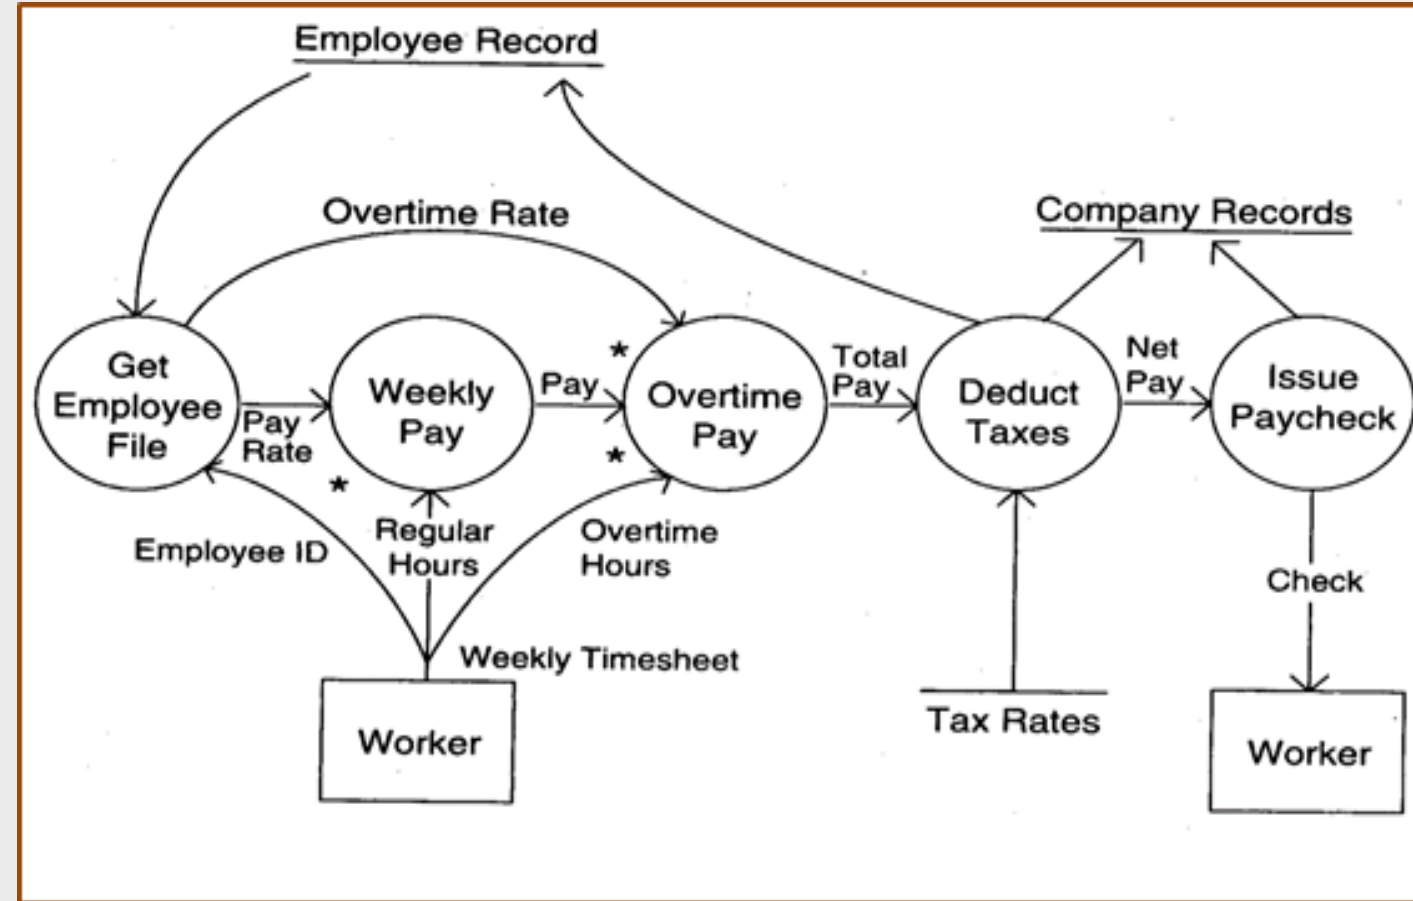 Employee Record
Overtime Rate
Company Records
Get
Employee
File
Pay
Rate
*
Weekly
Pay
Pay
*
*
Overtime
Pay
Total
Pay
Deduct
Taxes
Net
Pay
Issue
Paycheck
Employee ID
Regular
Hours
Overtime
Hours
Check
Weekly Timesheet
Worker
Tax Rates
Worker